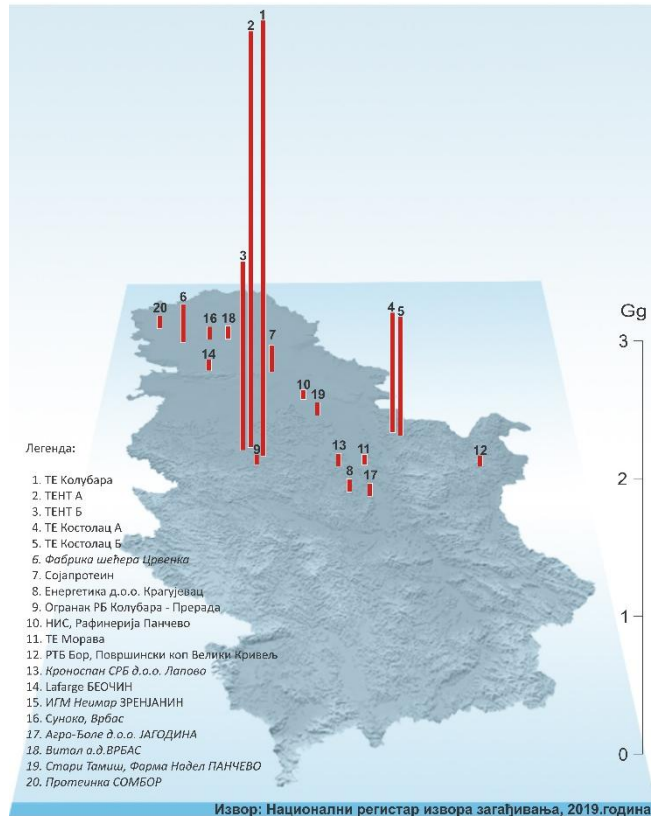 1
2
3
4
5
6
20
16
18
7
14
10
19
9
13
11
12
8
17
Gg
3
2
1
0
Легенда:
1. ТЕ Колубара
2. ТЕНТ А
3. ТЕНТ Б
4. ТЕ Костолац А
5. ТЕ Костолац Б
6. Фабрика шећера Црвенка
7. Сојапротеин
8. Енергетика д.о.о. Крагујевац
9. Огранак РБ Колубара - Прерада
10. НИС, Рафинерија Панчево
11. ТЕ Морава
12. РТБ Бор, Површински коп Велики Кривељ
13. Кроноспан СРБ д.о.о. Лапово
14. Lafarge БЕОЧИН
15. ИГМ Неимар ЗРЕЊАНИН
16. Сунока, Врбас
17. Агро-Ђоле д.о.о. ЈАГОДИНА
18. Витал а.д.ВРБАС
19. Стари Тамиш, Фарма Надел ПАНЧЕВО
20. Протеинка СОМБОР
Извор: Национални регистар извора загађивања, 2019.година